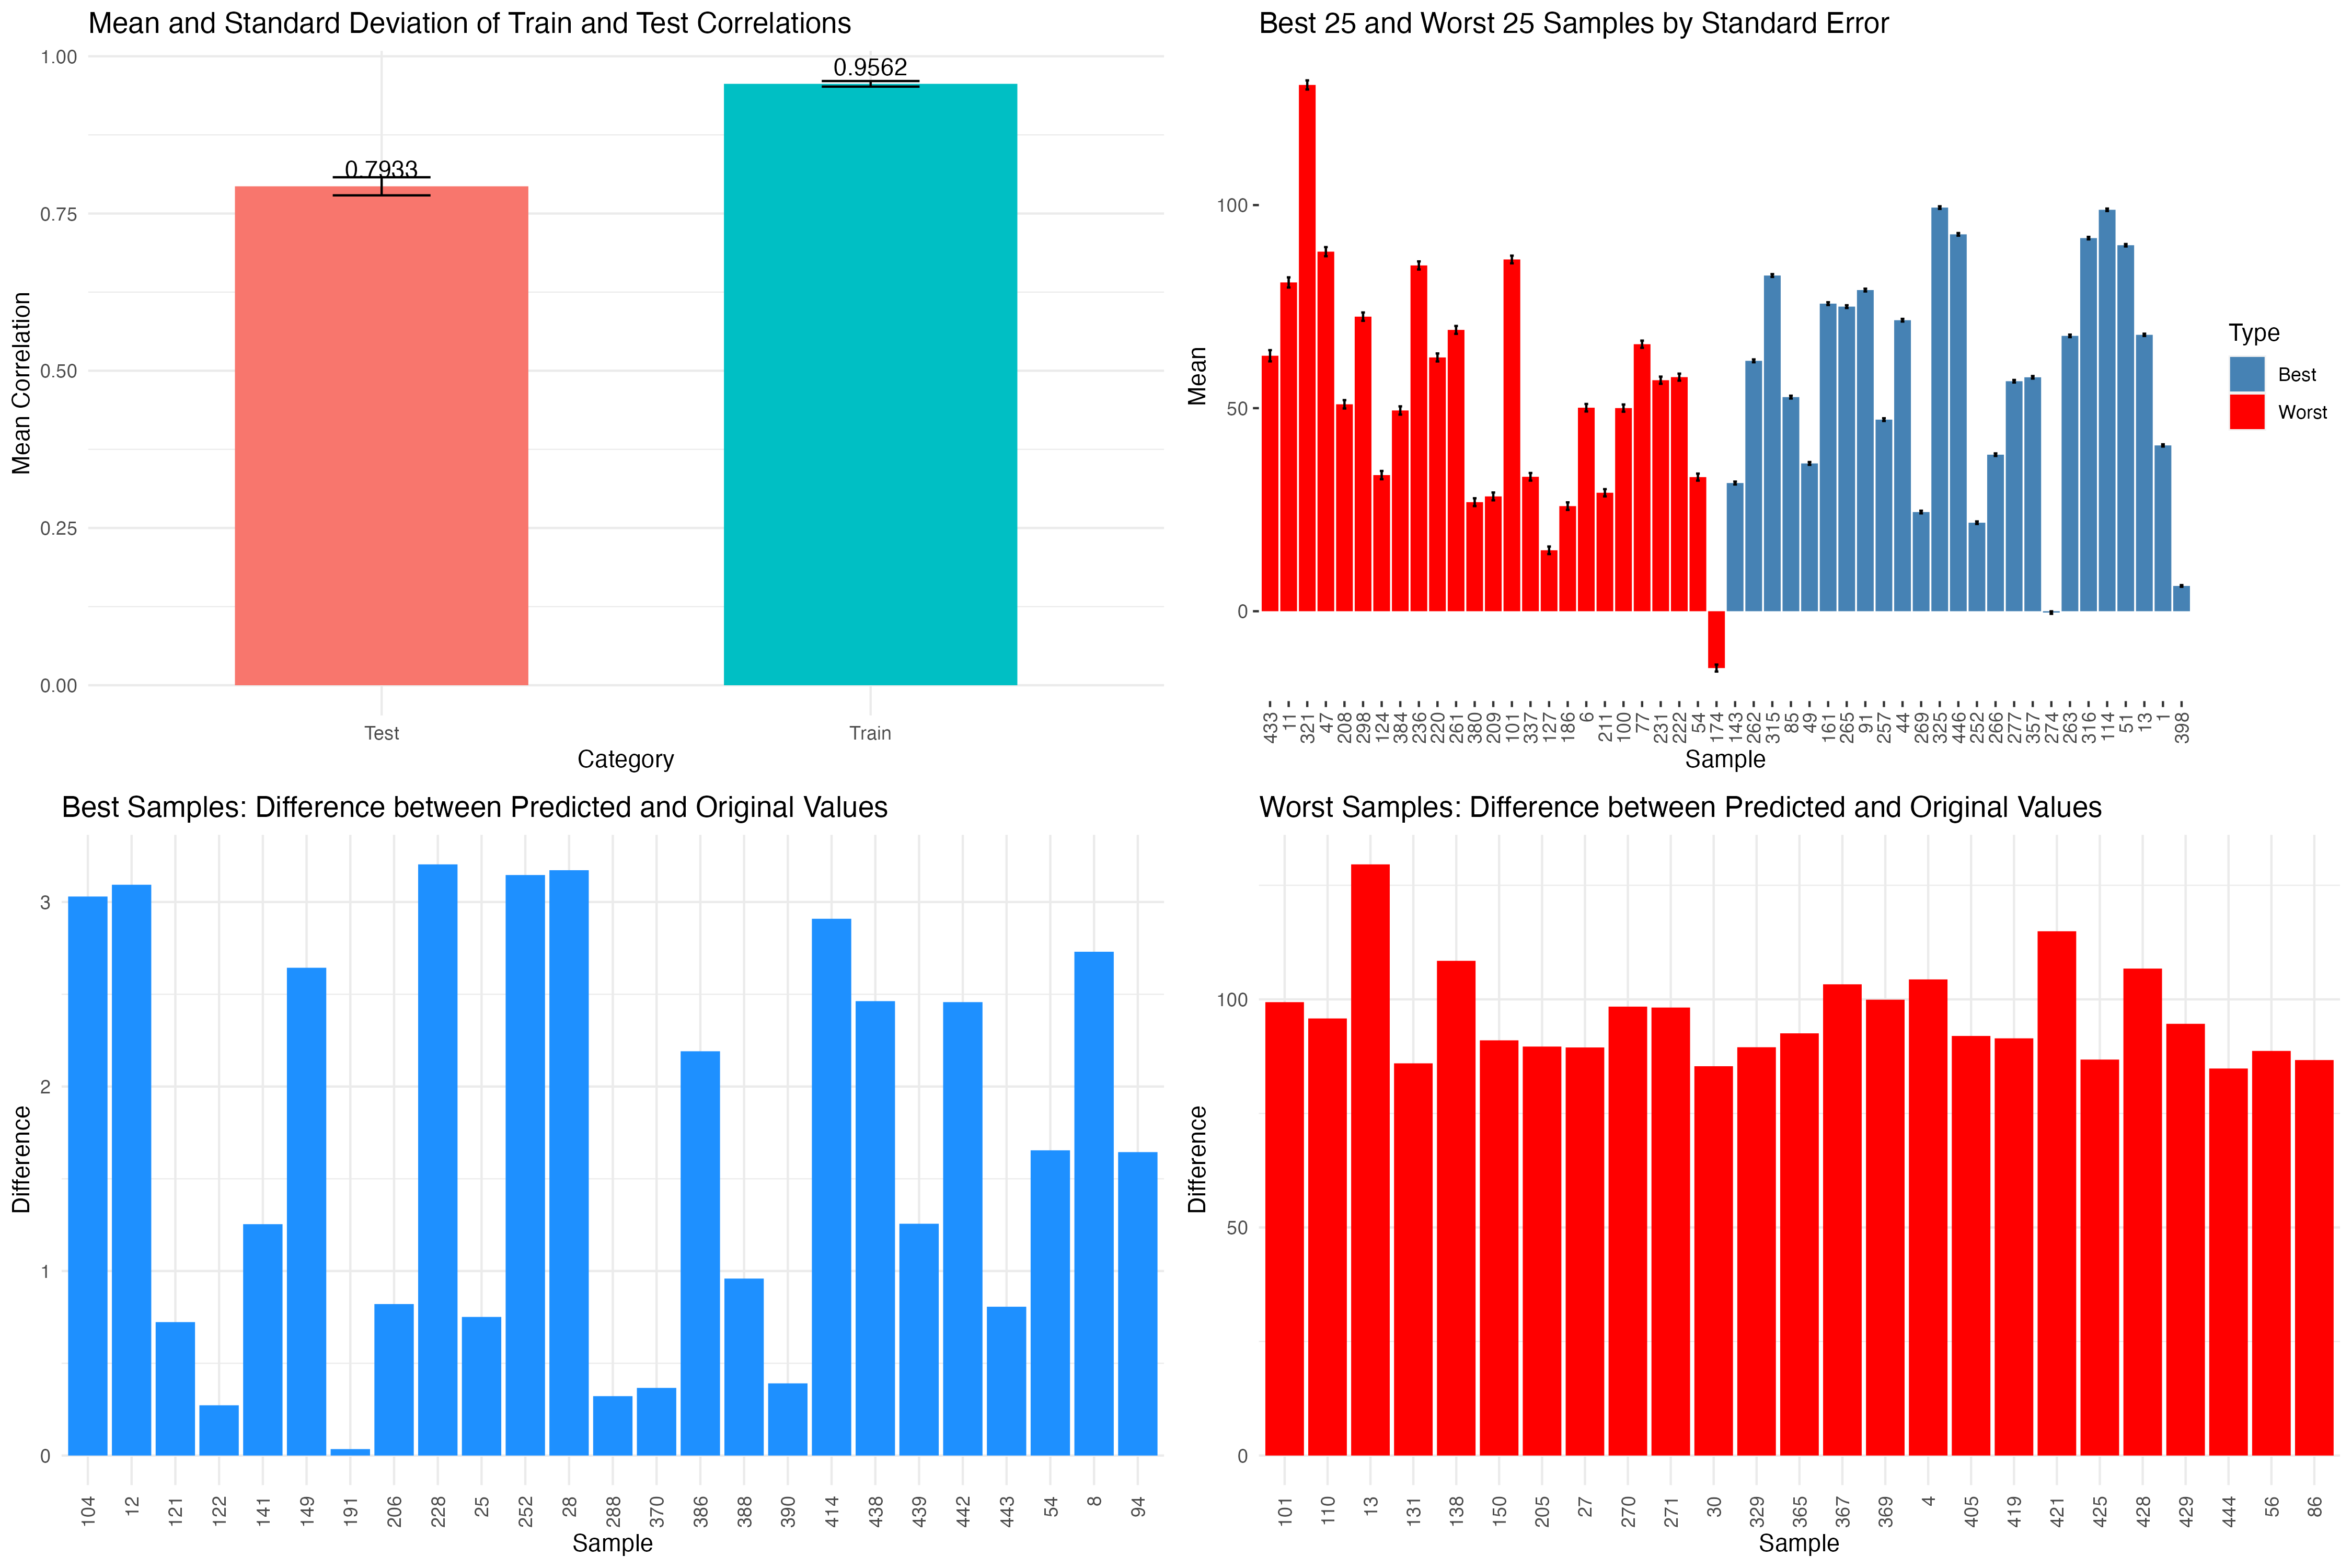 Mean and Standard Deviation of Train and Test Correlations
1.00
0.75
0.50
0.25
0.00
Mean Correlation
0.7933
0.9562
Test
Train
Category
Best 25 and Worst 25 Samples by Standard Error
100
50
0
Mean
433 11 321 47 208 298 124 384 236 220 261 380 209 101 337 127 186 6 211 100 77 231 222 54 174 143 262 315 85 49 161 265 91 257 44 269 325 446 252 266 277 357 274 263 316 114 51 13 1 398
Sample
Type
Best
Worst
Best Samples: Difference between Predicted and Original Values
3
2
1
0
Difference
104 12 121 122 141 149 191 206 228 25 252 28 288 370 386 388 390 414 438 439 442 443 54 8 94
Sample
Worst Samples: Difference between Predicted and Original Values
100
50
0
Difference
101 110 13 131 138 150 205 27 270 271 30 329 365 367 369 4 405 419 421 425 428 429 444 56 86
Sample